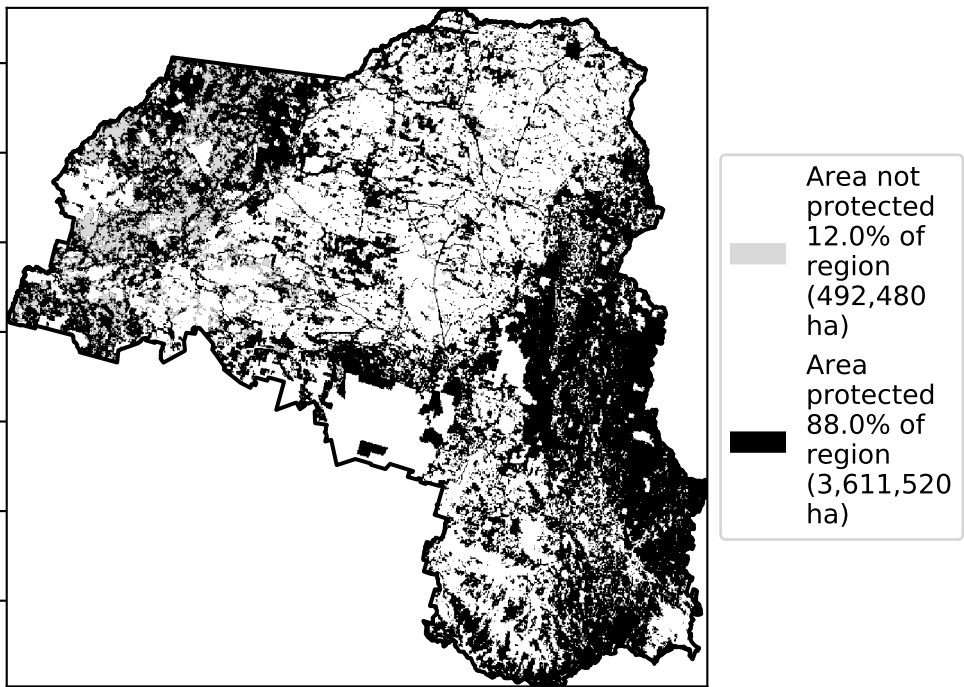 Area not
protected
12.0% of
region
(492,480
ha)
Area
protected
88.0% of
region
(3,611,520
ha)